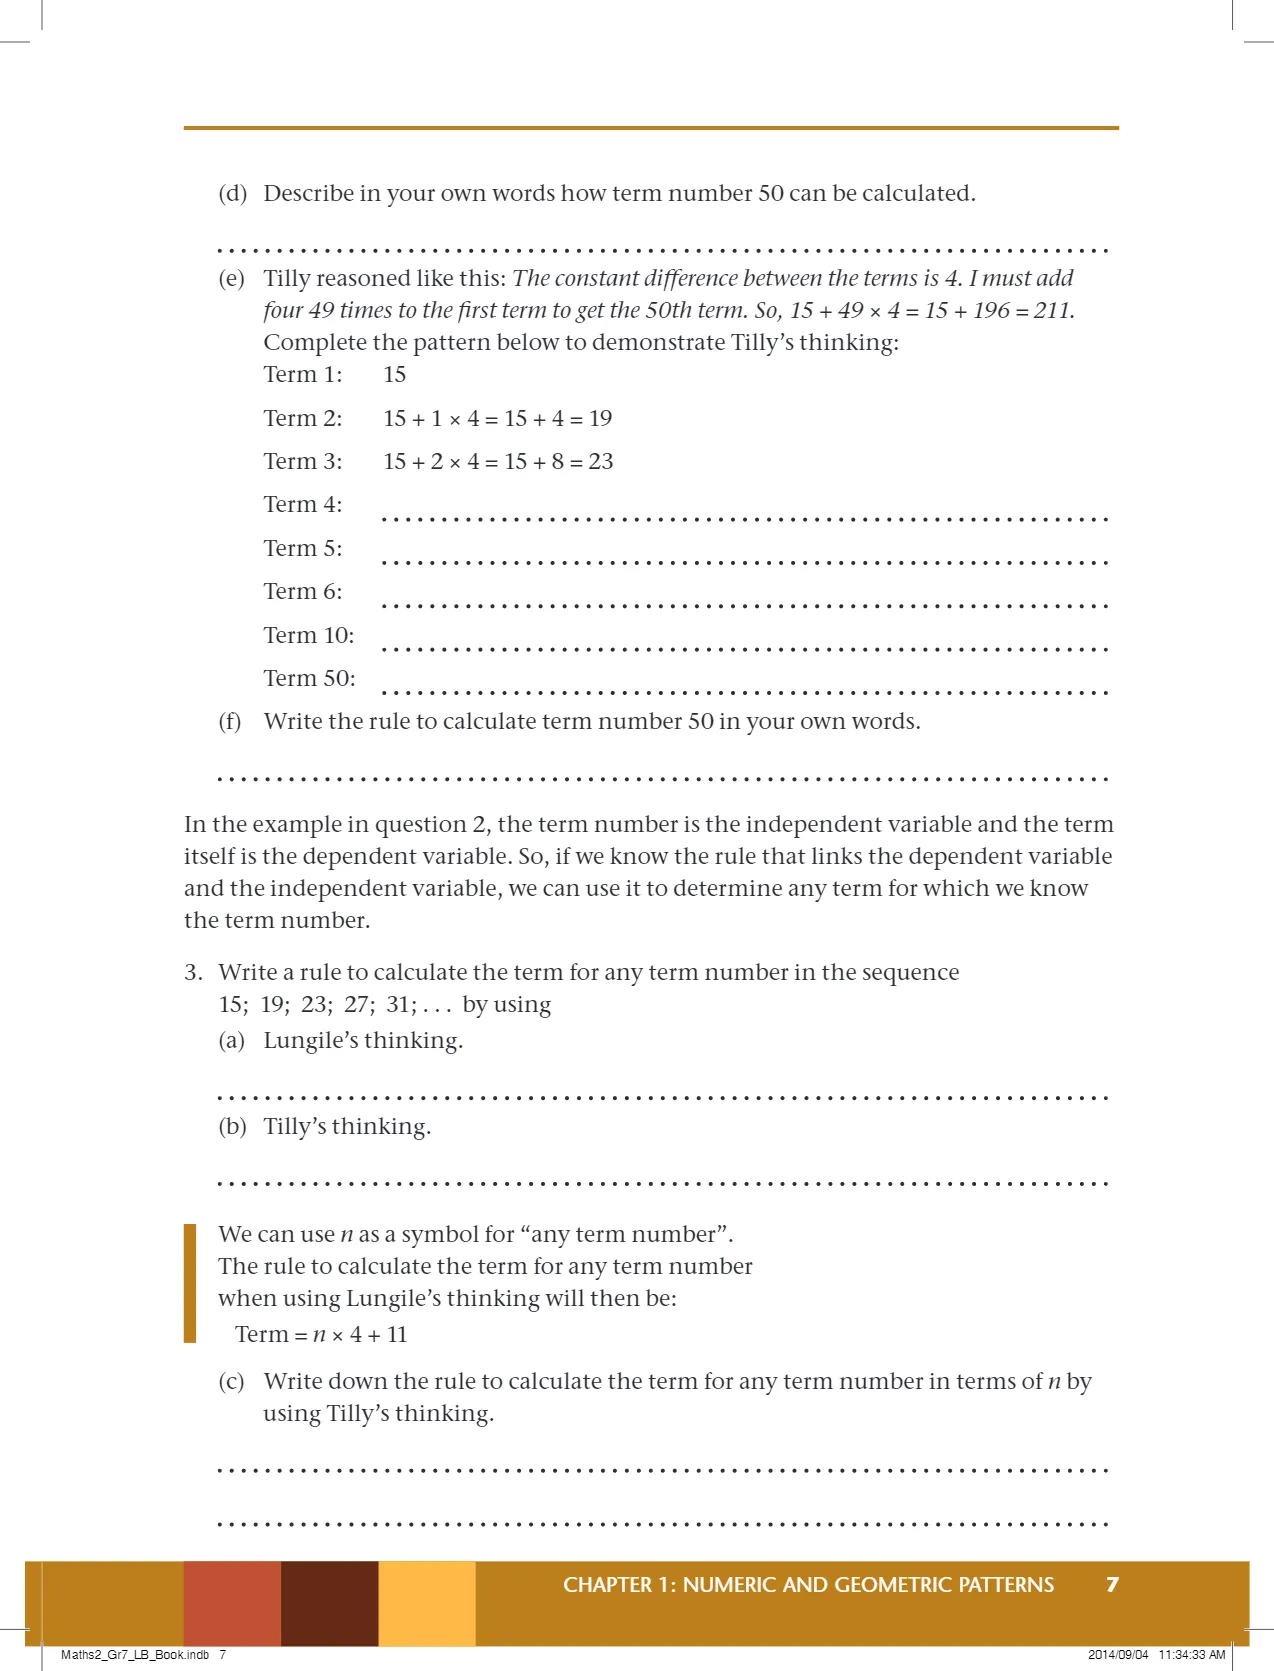 (d) Describe in your own words how term number 50 can be calculated.
(e) Tilly reasoned like this: The constant difference between the terms is 4. I must add
four 49 times to the first term to get the 50th term. So, 15 + 49 × 4 = 15 + 196 = 211.
Complete the pattern below to demonstrate Tilly’s thinking:
Term 1: 15
Term 2: 15 + 1 × 4 = 15 + 4 = 19
Term 3: 15 + 2 × 4 = 15 + 8 = 23
Term 4:
Term 5:
Term 6:
Term 10:
Term 50:
(f) Write the rule to calculate term number 50 in your own words.
In the example in question 2, the term number is the independent variable and the term
itself is the dependent variable. So, if we know the rule that links the dependent variable
and the independent variable, we can use it to determine any term for which we know
the term number.
3. Write a rule to calculate the term for any term number in the sequence
15; 19; 23; 27; 31; . . . by using
(a) Lungile’s thinking.
(b) Tilly’s thinking.
We can use n as a symbol for “any term number”.
The rule to calculate the term for any term number
when using Lungile’s thinking will then be:
Term = n × 4 + 11
(c) Write down the rule to calculate the term for any term number in terms of n by
using Tilly’s thinking.
CHAPTER 1: NUMERIC AND GEOMETRIC PATTERNS 7
Maths2_Gr7_LB_Book.indb 7 2014/09/04 11:34:33 AM